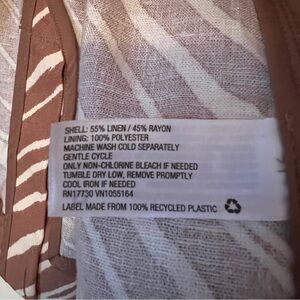 SHELL: 55% LINEN / 45% RAYON
LINING: 100% POLYESTER
MACHINE WASH COLD SEPARATELY
GENTLE CYCLE
ONLY NON-CHLORINE BLEACH IF NEEDED
TUMBLE DRY LOW, REMOVE PROMPTLY
COOL IRON IF NEEDED
RN17730 VN1055164
LABEL MADE FROM 100% RECYCLED PLASTIC